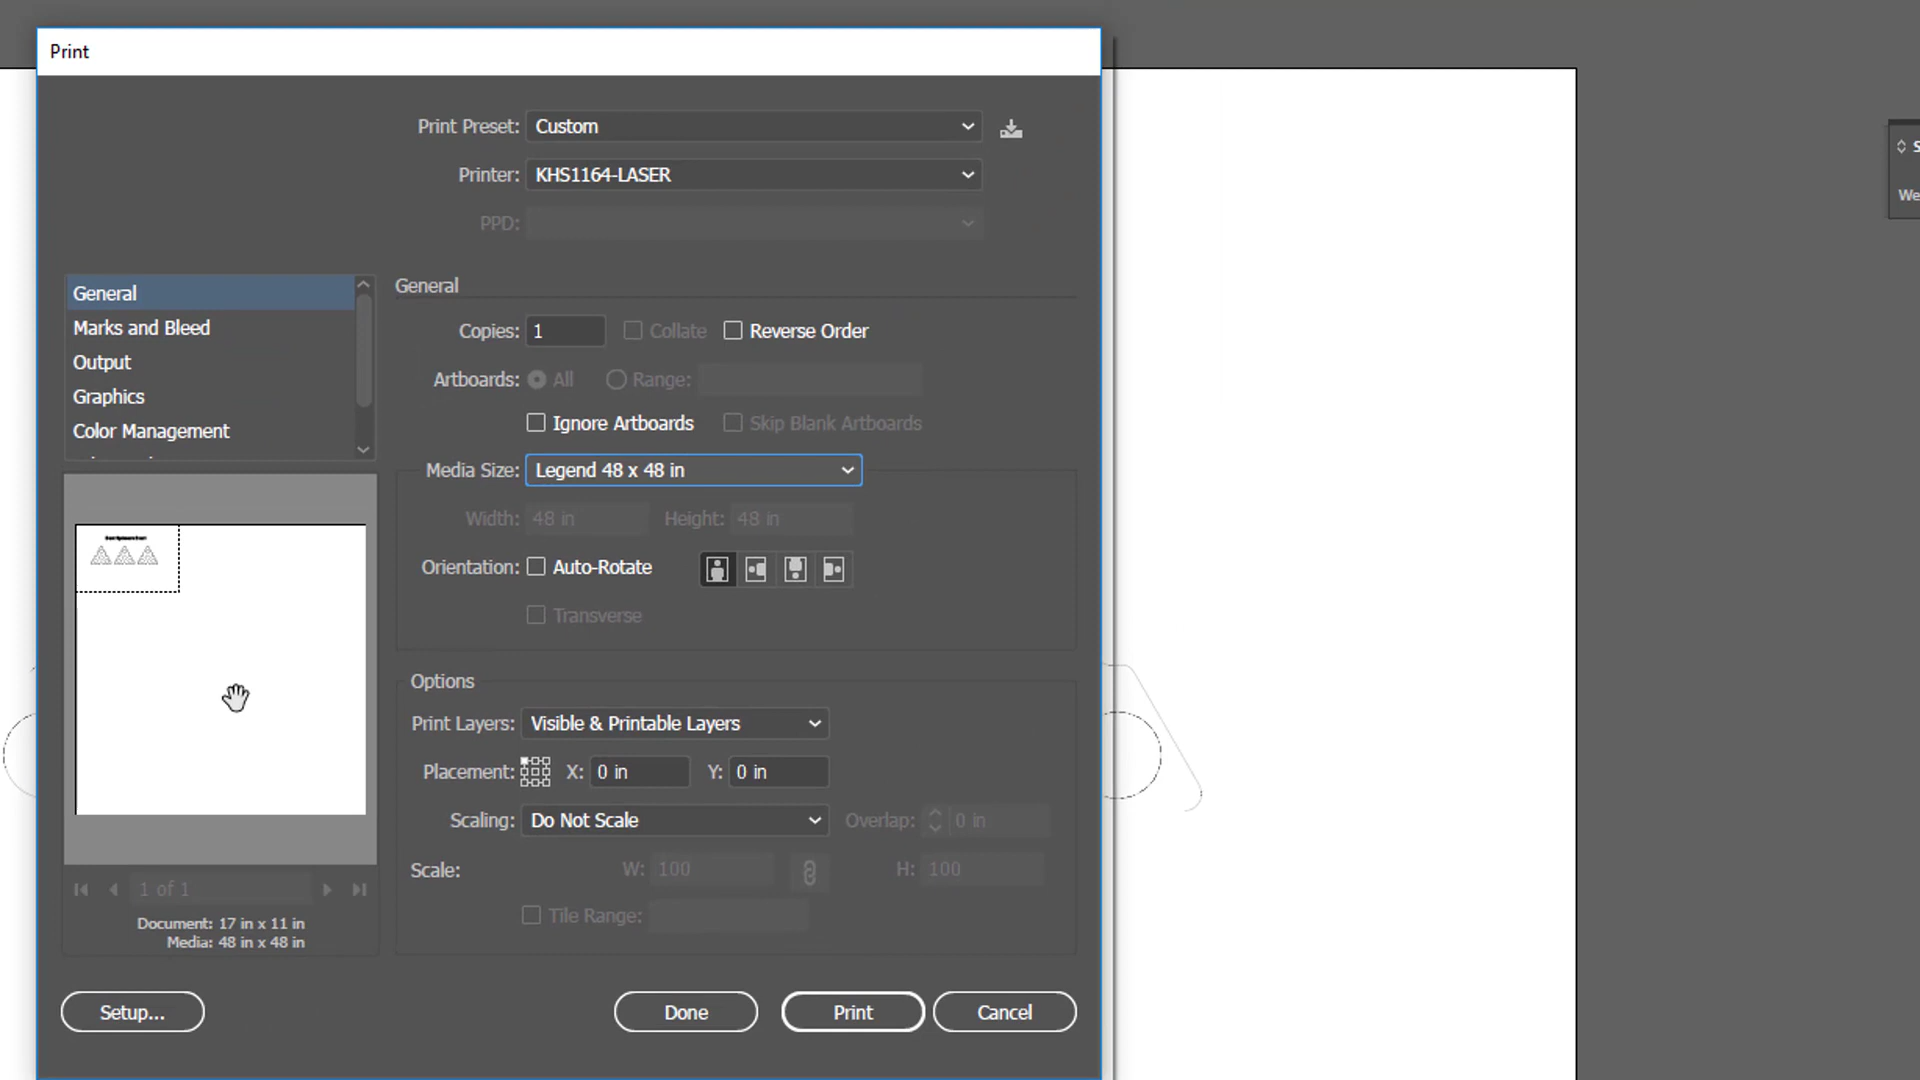 Print
Print Preset: Custom
Printer: KHS1164-LASER
PPD:
General
Marks and Bleed
Output
Graphics
Color Management
General
Copies: 1 Collate Reverse Order
Artboards: All Range:
Ignore Artboards Skip Blank Artboards
Media Size: Legend 48 x 48 in
Width: 48 in Height: 48 in
Orientation: Auto-Rotate
Transverse
Options
Print Layers: Visible & Printable Layers
Placement: X: 0 in Y: 0 in
Scaling: Do Not Scale Overlap: 0 in
Scale: W: 100 H: 100
Tile Range:
1 of 1
Document: 17 in x 11 in
Media: 48 in x 48 in
Setup... Done Print Cancel
S
We